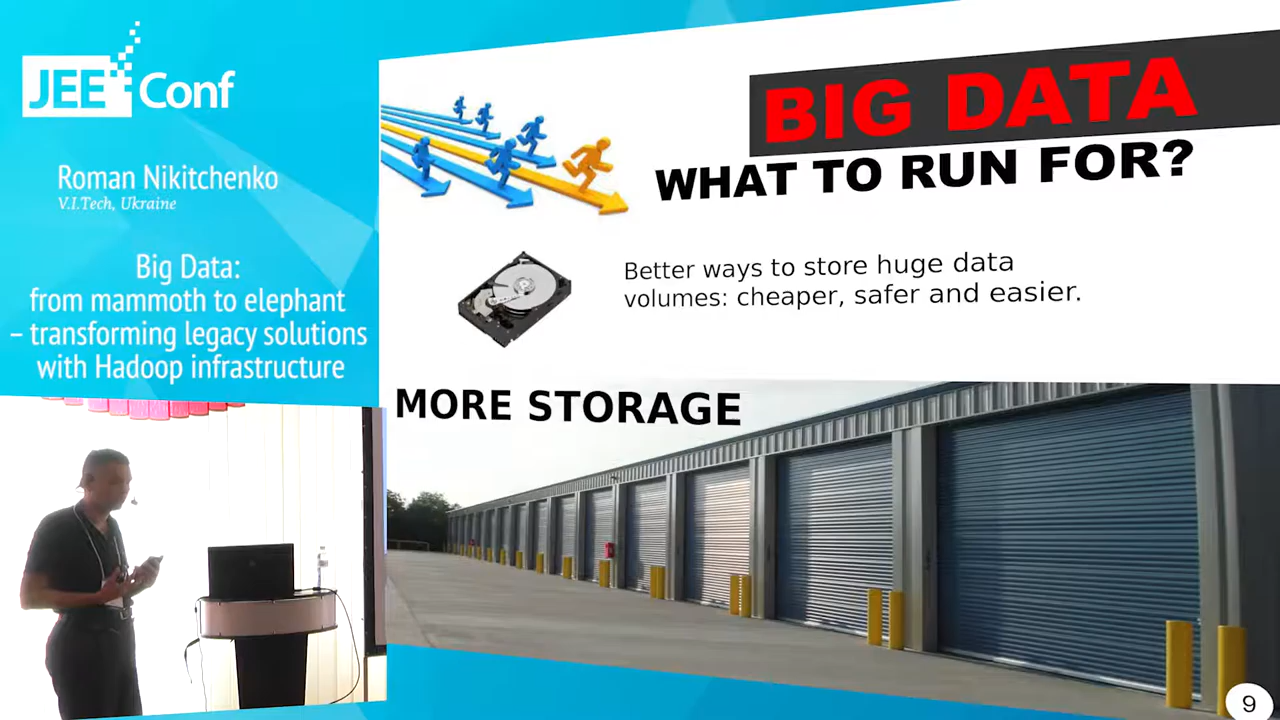 JEE Conf
Roman Nikitchenko
V.I.Tech, Ukraine
Big Data:
from mammoth to elephant
– transforming legacy solutions
with Hadoop infrastructure
BIG DATA
WHAT TO RUN FOR?
Better ways to store huge data
volumes: cheaper, safer and easier.
MORE STORAGE
9